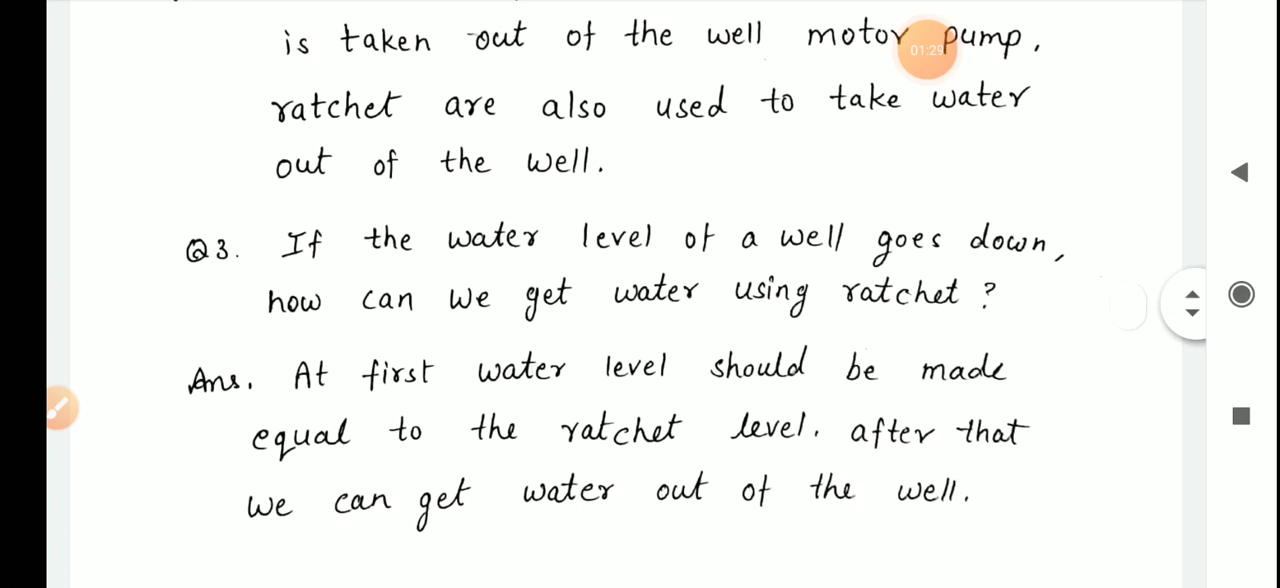 is taken out of the well motor pump.
01:29
ratchet are also used to take water
out of the well.
Q3. If the water level of a well goes down,
how can we get water using ratchet ?
Ans. At first water level should be made
equal to the ratchet level. after that
we can get water out of the well.